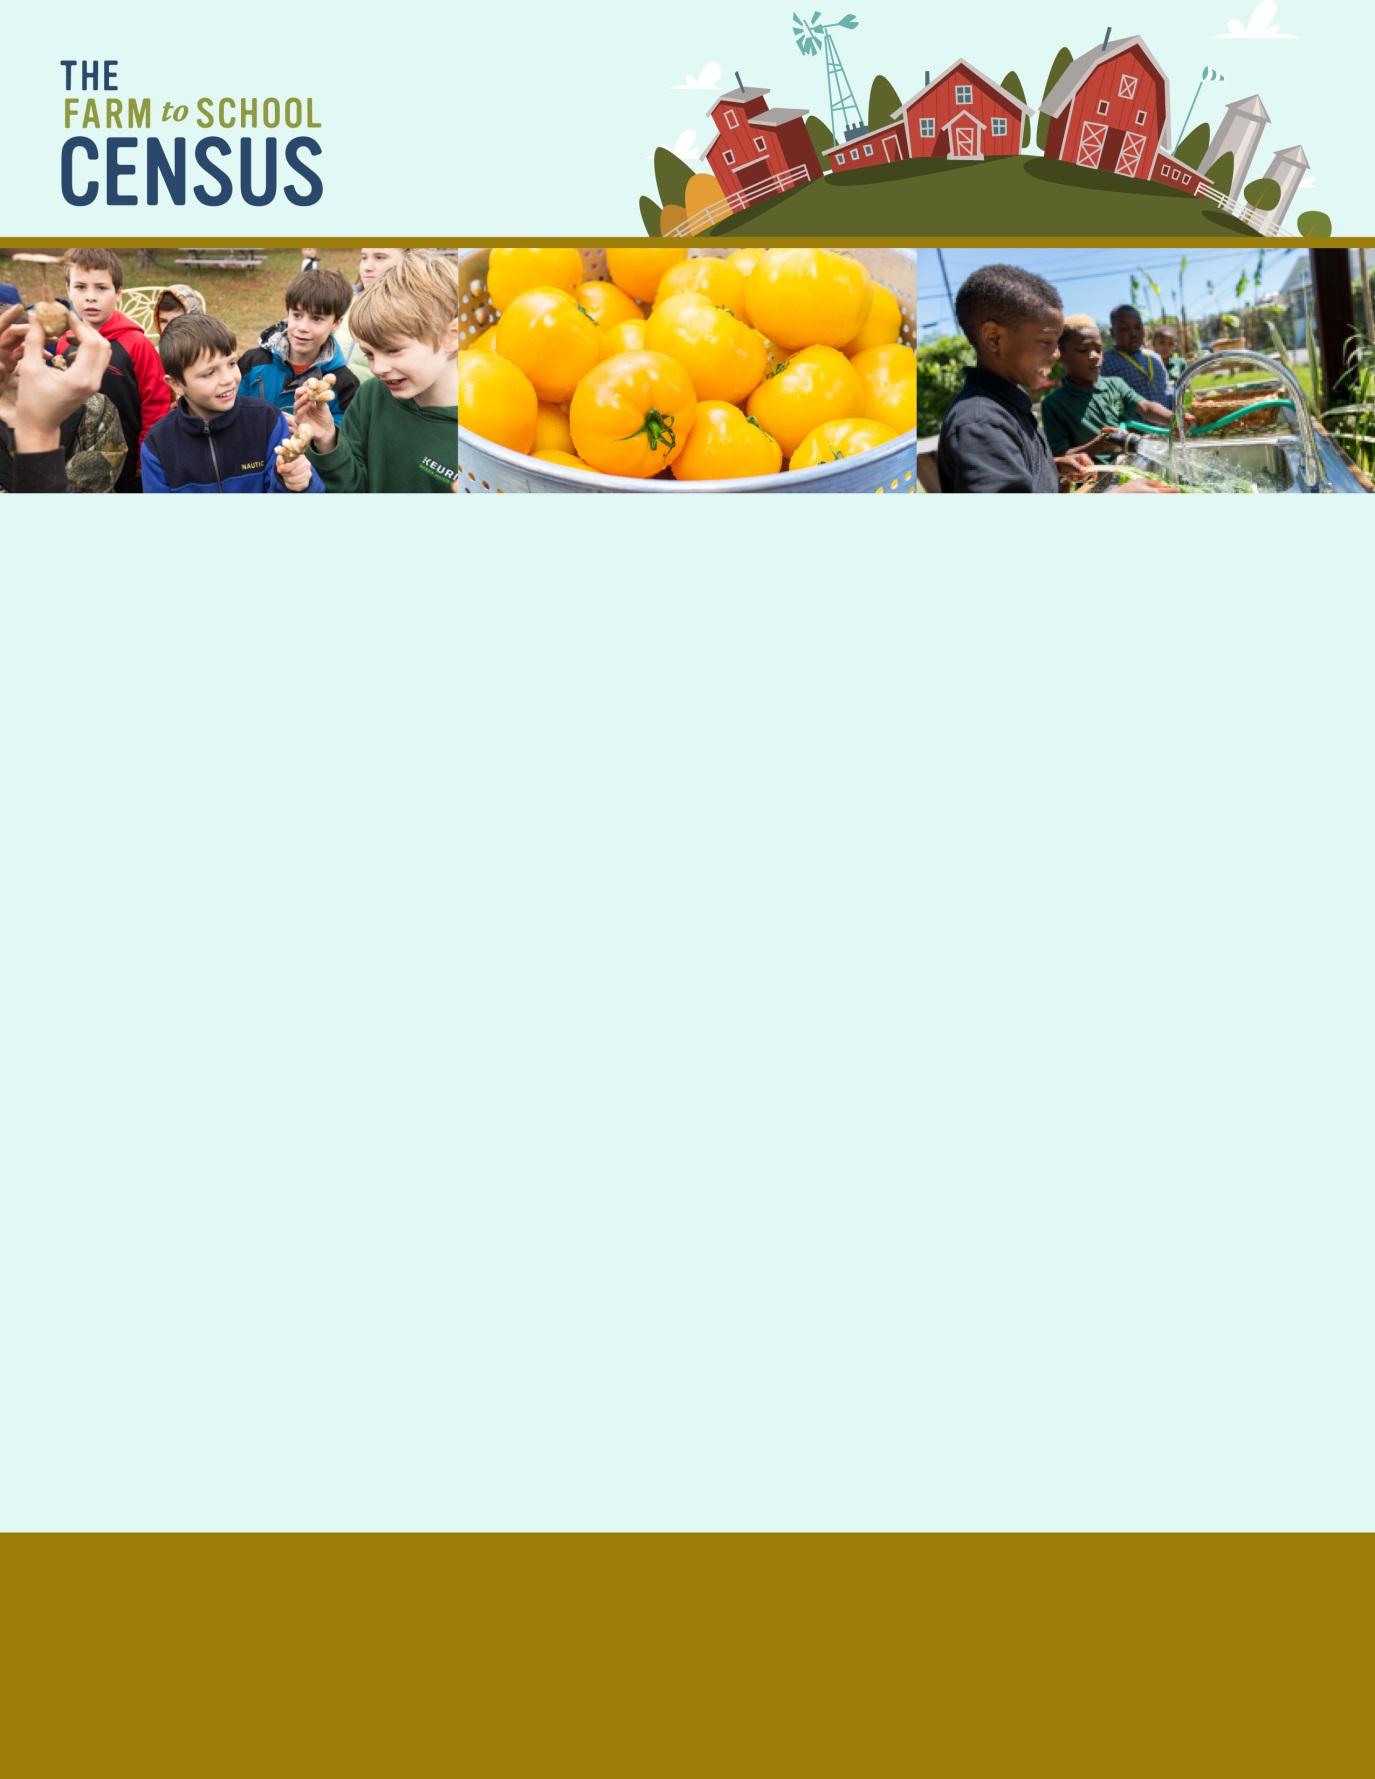 THE
FARM to SCHOOL
CENSUS
NAUTIC
KEURI